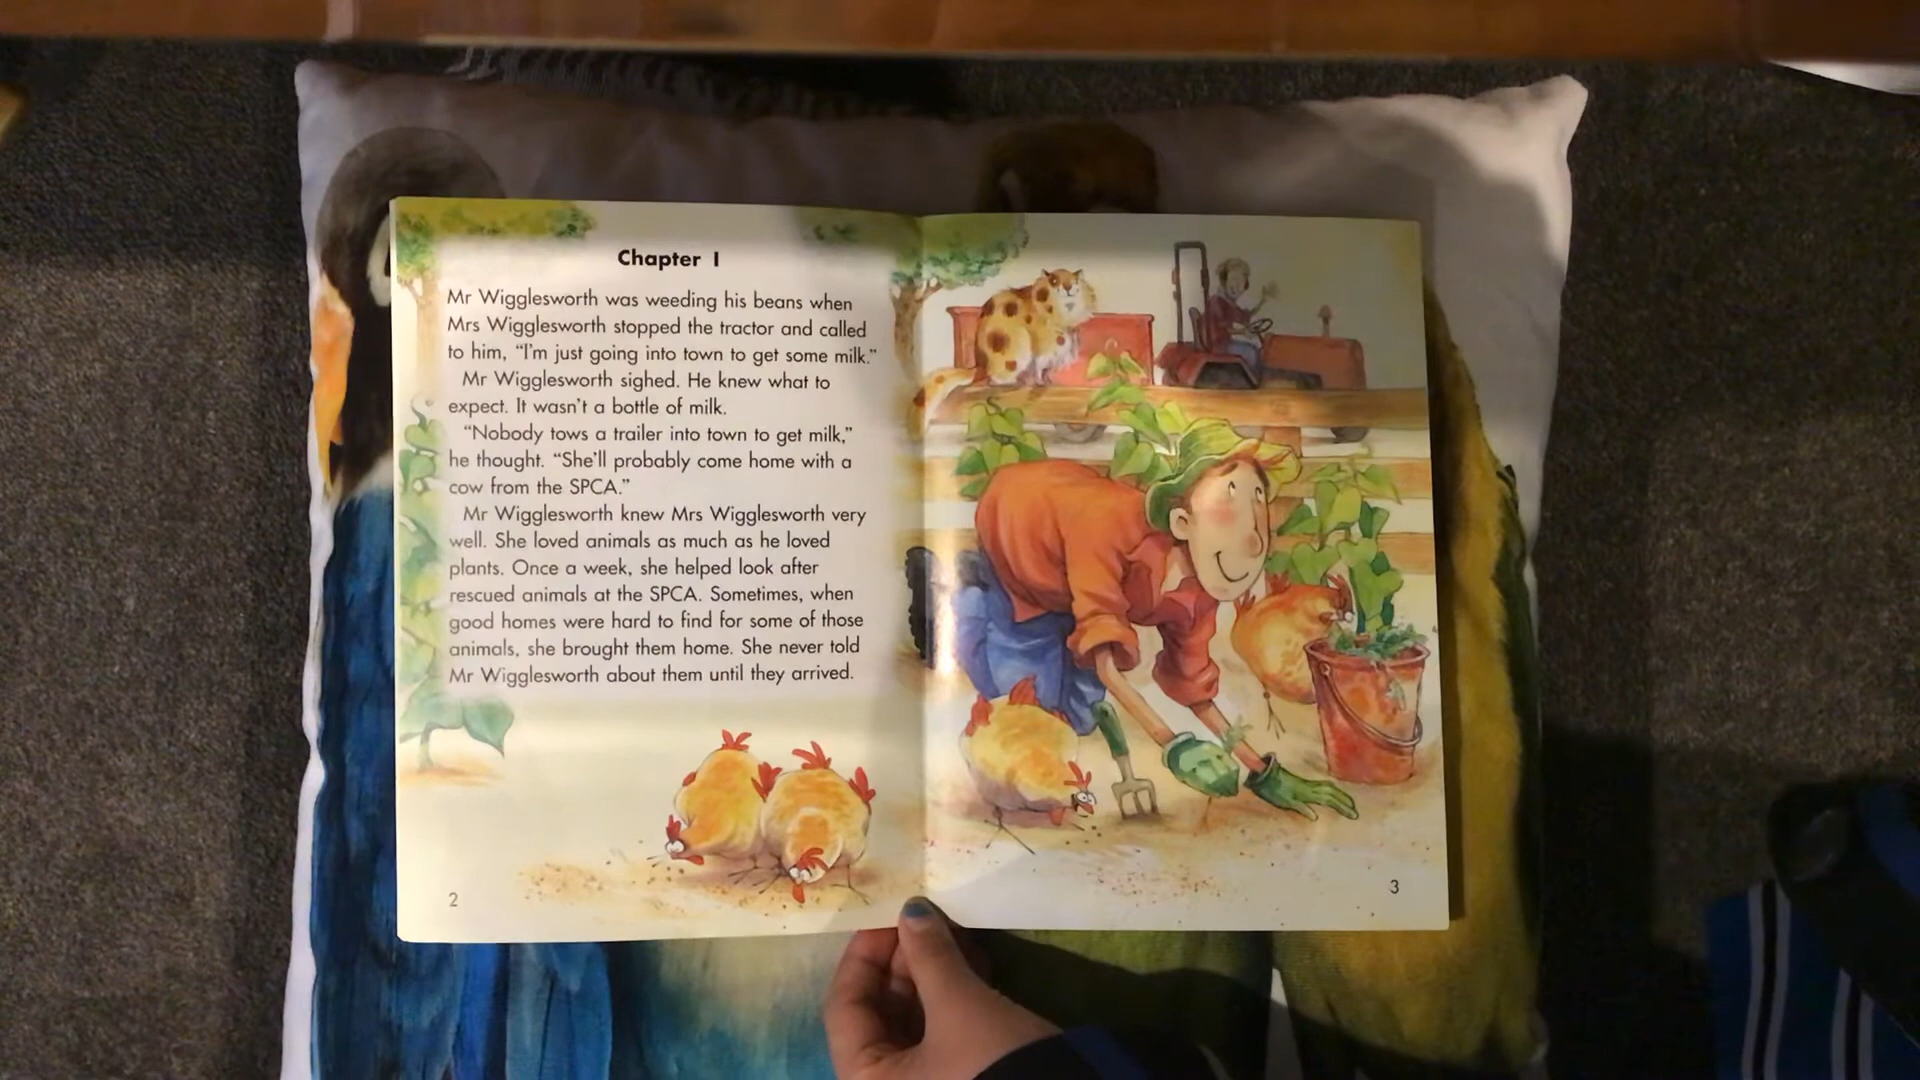 Chapter 1
Mr Wigglesworth was weeding his beans when
Mrs Wigglesworth stopped the tractor and called
to him, “I’m just going into town to get some milk.”
Mr Wigglesworth sighed. He knew what to
expect. It wasn’t a bottle of milk.
“Nobody tows a trailer into town to get milk,”
he thought. “She’ll probably come home with a
cow from the SPCA.”
Mr Wigglesworth knew Mrs Wigglesworth very
well. She loved animals as much as he loved
plants. Once a week, she helped look after
rescued animals at the SPCA. Sometimes, when
good homes were hard to find for some of those
animals, she brought them home. She never told
Mr Wigglesworth about them until they arrived.
2
3